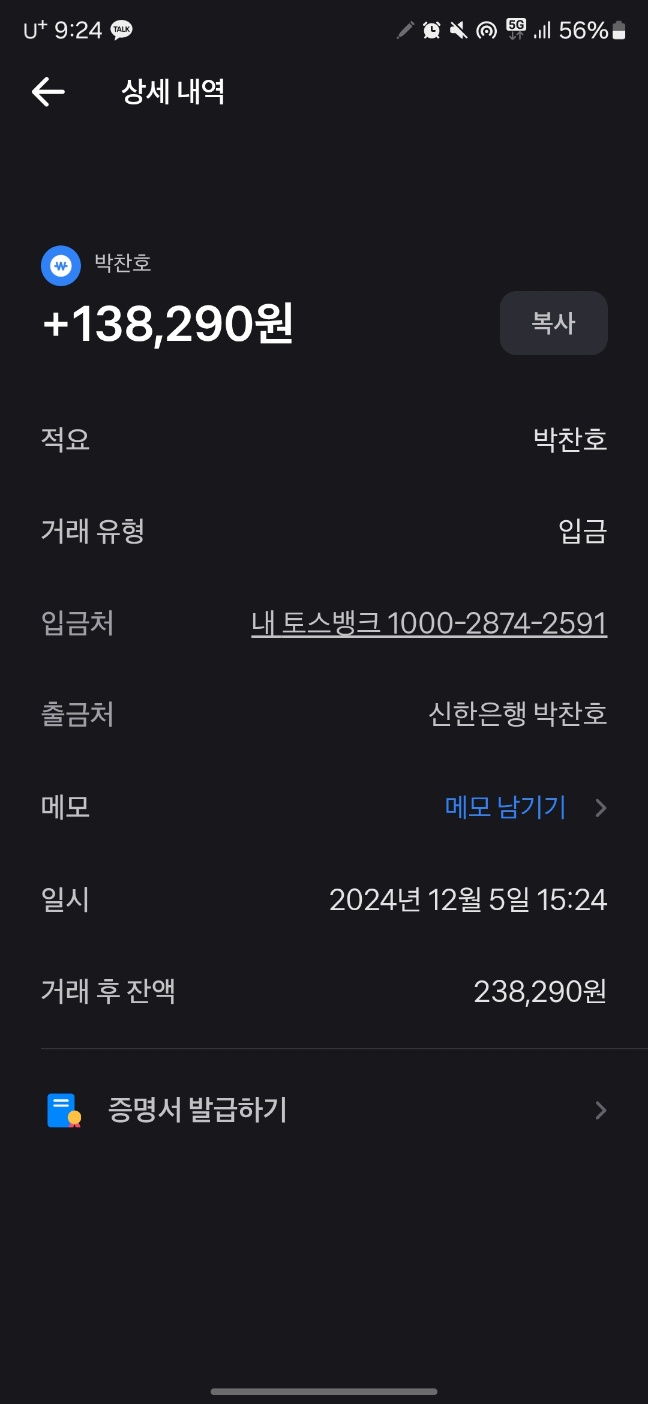 U+ 9:24 TALK 5G 56%
상세 내역
박찬호
+138,290원 복사
적요 박찬호
거래 유형 입금
입금처 내 토스뱅크 1000-2874-2591
출금처 신한은행 박찬호
메모 메모 남기기
일시 2024년 12월 5일 15:24
거래 후 잔액 238,290원
증명서 발급하기